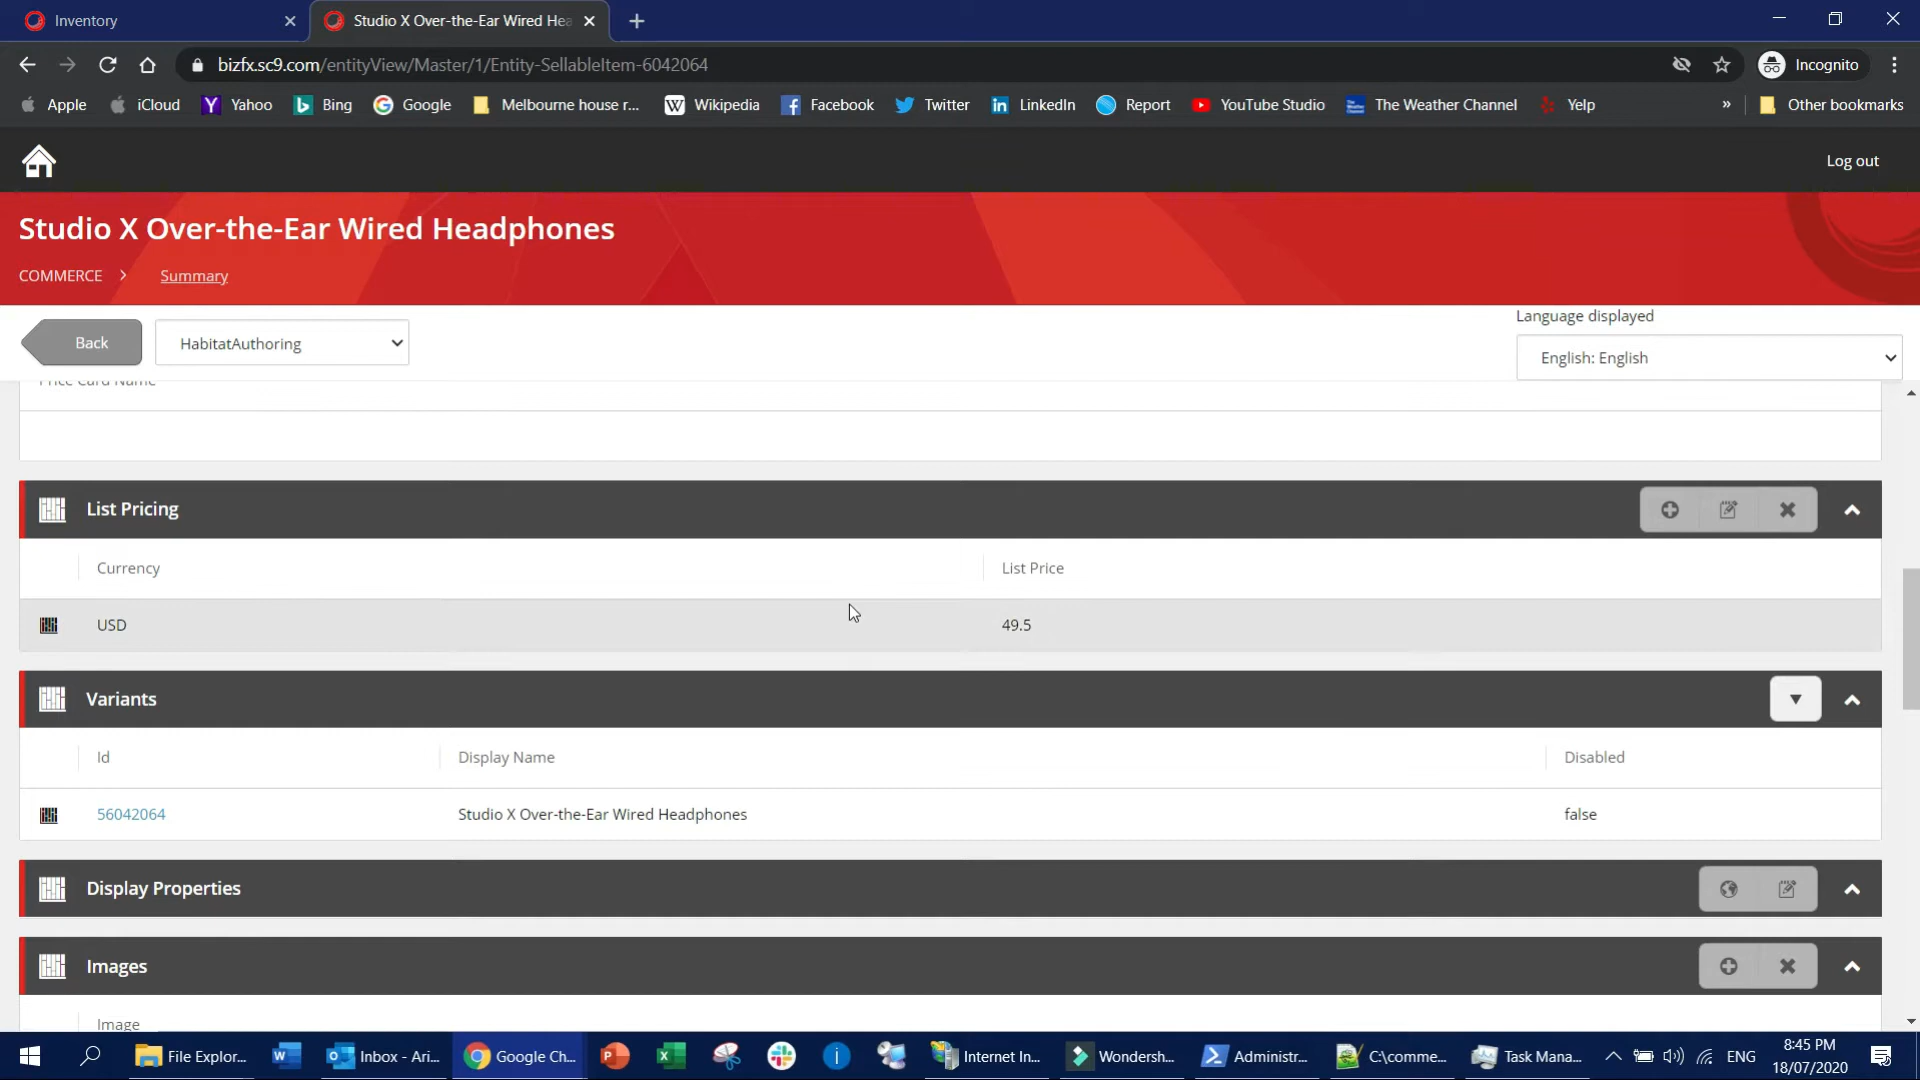 Inventory
Studio X Over-the-Ear Wired Hea
bizfx.sc9.com/entityView/Master/1/Entity-SellableItem-6042064
Incognito
Apple
iCloud
Yahoo
Bing
Google
Melbourne house r...
Wikipedia
Facebook
Twitter
LinkedIn
Report
YouTube Studio
The Weather Channel
Yelp
»
Other bookmarks
Log out
Studio X Over-the-Ear Wired Headphones
COMMERCE > Summary
Back
HabitatAuthoring
Language displayed
English: English
Price Card Name
List Pricing
Currency
List Price
USD
49.5
Variants
Id
Display Name
Disabled
56042064
Studio X Over-the-Ear Wired Headphones
false
Display Properties
Images
Image
File Explor...
Inbox - Ari...
Google Ch...
Internet In...
Wondersh...
Administr...
C:\comme...
Task Mana...
ENG
8:45 PM
18/07/2020